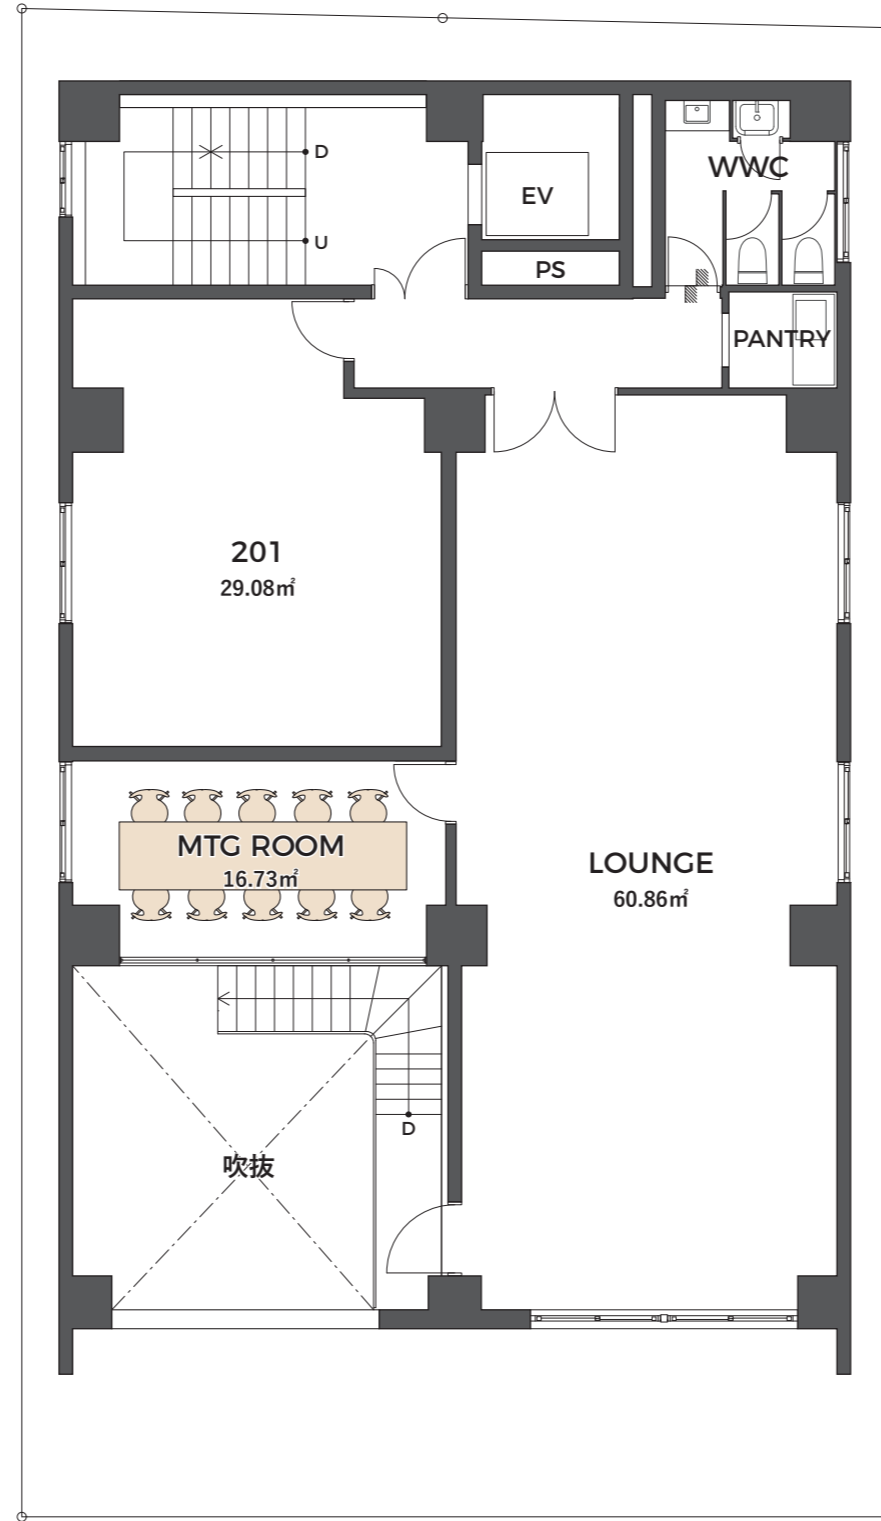 D
U
EV
PS
WWC
PANTRY
201
29.08㎡
MTG ROOM
16.73㎡
LOUNGE
60.86㎡
D
吹抜